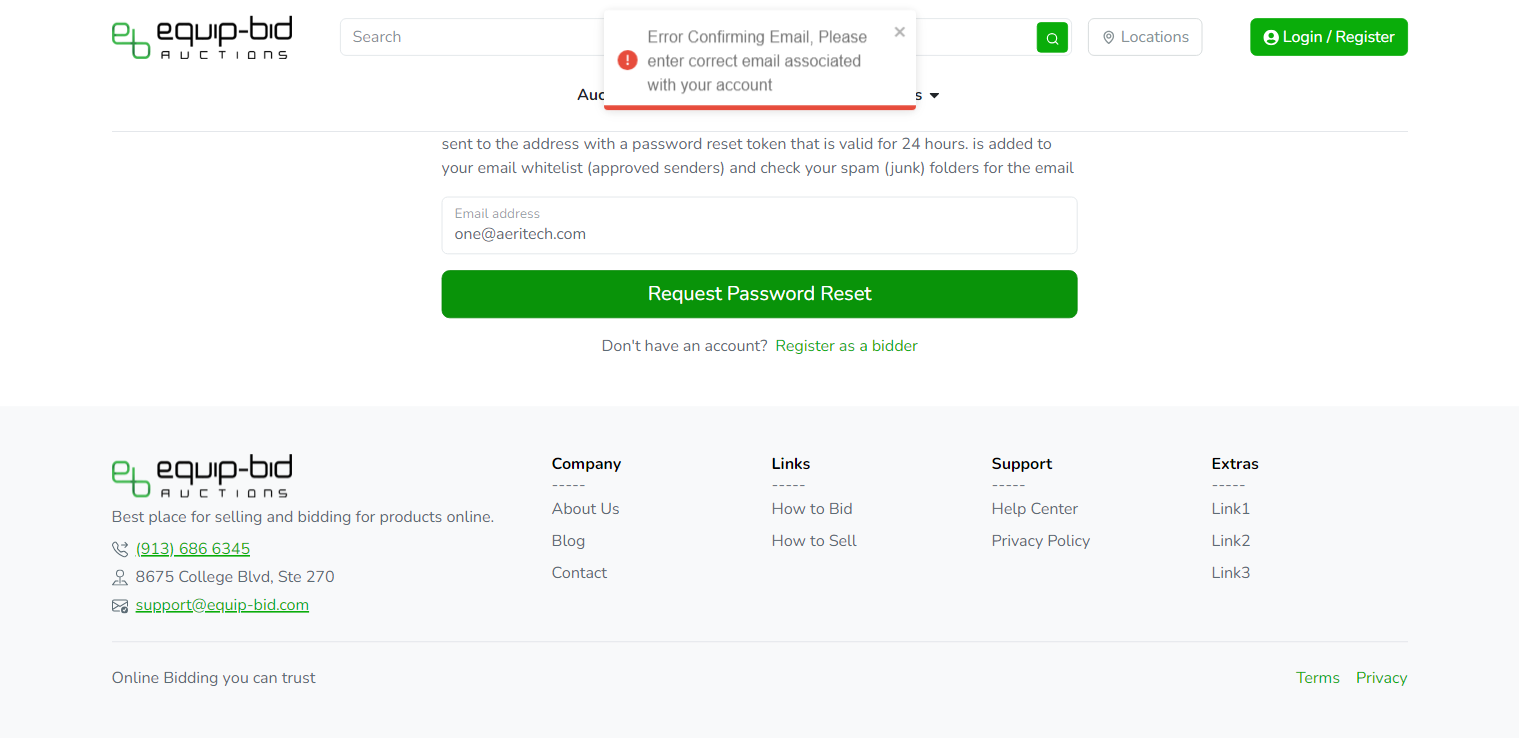 equip-bid
AUCTIONS
Search
Locations
Login / Register
Error Confirming Email, Please
enter correct email associated
with your account
sent to the address with a password reset token that is valid for 24 hours. is added to
your email whitelist (approved senders) and check your spam (junk) folders for the email
Email address
one@aeritech.com
Request Password Reset
Don't have an account? Register as a bidder
equip-bid
AUCTIONS
Best place for selling and bidding for products online.
(913) 686 6345
8675 College Blvd, Ste 270
support@equip-bid.com
Company
-----
About Us
Blog
Contact
Links
-----
How to Bid
How to Sell
Support
-----
Help Center
Privacy Policy
Extras
-----
Link1
Link2
Link3
Online Bidding you can trust
Terms Privacy